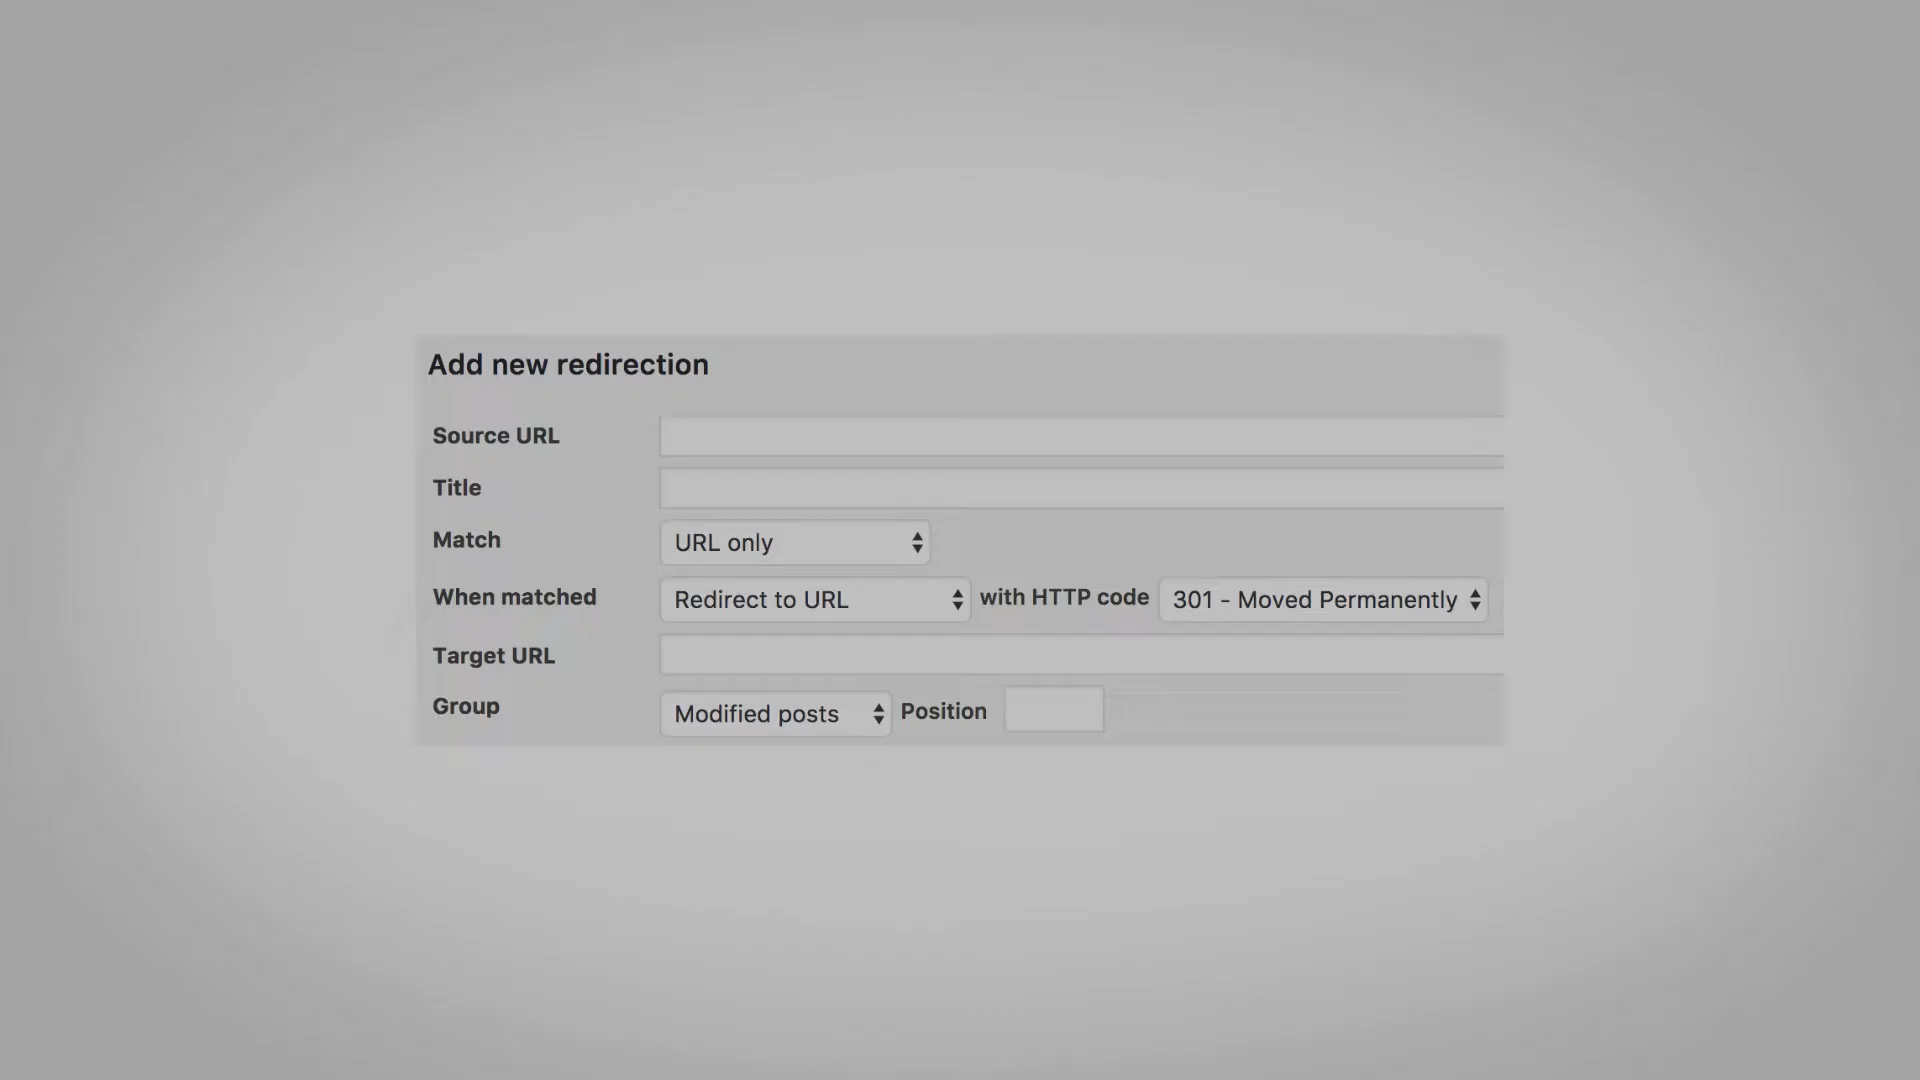 Add new redirection
Source URL
Title
Match URL only
When matched Redirect to URL with HTTP code 301 - Moved Permanently
Target URL
Group Modified posts Position